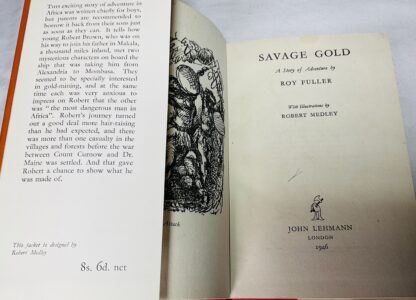 THIS exciting story of adventure in
Africa was written chiefly for boys,
but parents are recommended to
borrow it back from their sons just
as soon as they can. It tells how
young Robert Brown, who was on
his way to join his father in Makala,
a thousand miles inland, met two
mysterious characters on board the
ship that was taking him from
Alexandria to Mombasa. They
seemed to be specially interested
in gold-mining, and at the same
time each was very anxious to
impress on Robert that the other
was "the most dangerous man in
Africa". Robert's journey turned
out a good deal more hair-raising
than he had expected, and there
was more than one casualty in the
villages and forests before the war
between Count Curnow and Dr.
Maine was settled. And that gave
Robert a chance to show what he
was made of.
This jacket is designed by
Robert Medley
8s. 6d. net
Attack
SAVAGE GOLD
A Story of Adventure by
ROY FULLER
With Illustrations by
ROBERT MEDLEY
JOHN LEHMANN
LONDON
1946